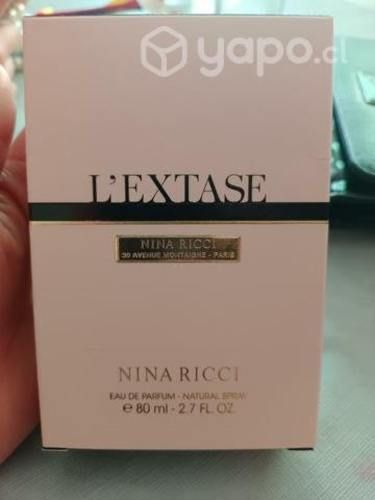 yapo.cl
L'EXTASE
NINA RICCI
39 AVENUE MONTAIGNE - PARIS
NINA RICCI
EAU DE PARFUM - NATURAL SPRAY
e 80 ml - 2.7 FL. OZ.